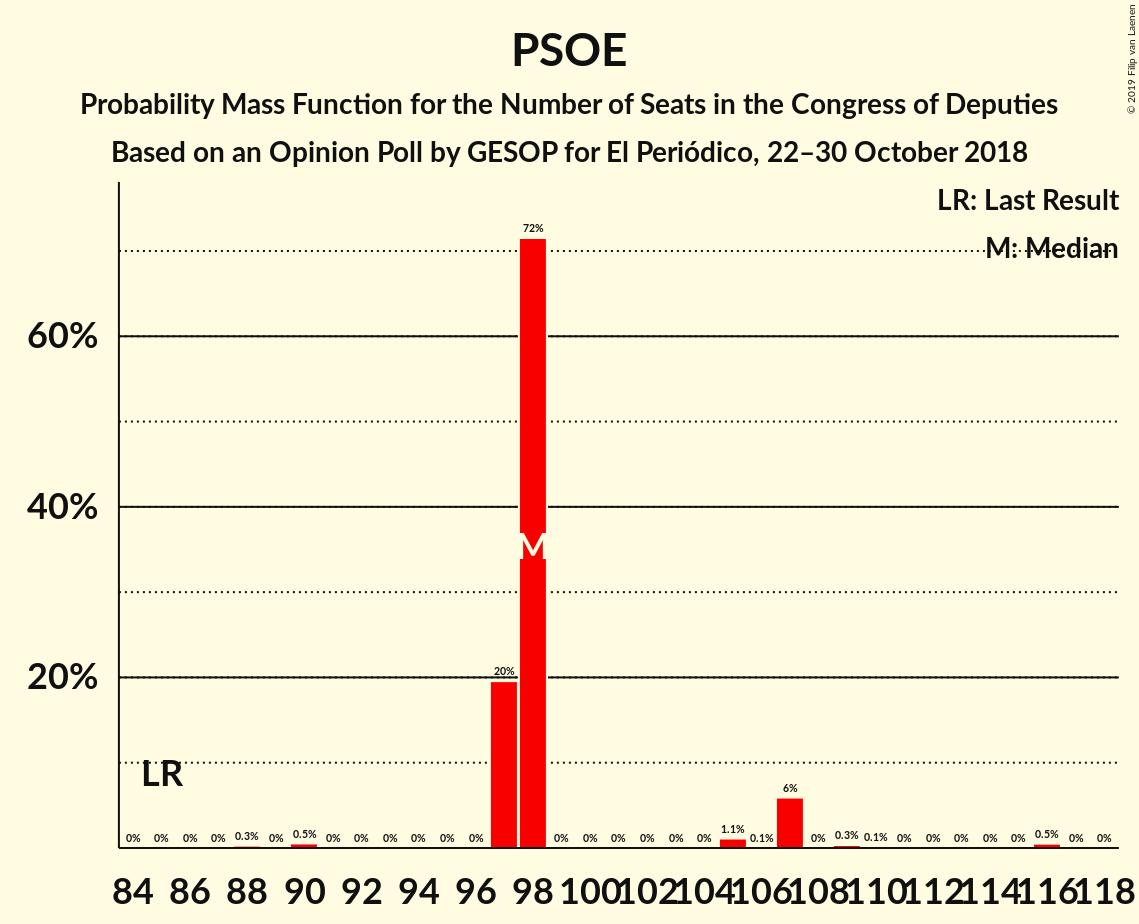 PSOE
Probability Mass Function for the Number of Seats in the Congress of Deputies
Based on an Opinion Poll by GESOP for El Periódico, 22–30 October 2018
© 2019 Filip van Laenen
LR: Last Result
M: Median
72%
60%
40%
M
20%
20%
LR
6%
0% 0% 0% 0% 0.3% 0% 0.5% 0% 0% 0% 0% 0% 0% 0% 0% 0% 0% 0% 0% 1.1% 0.1% 0% 0.3% 0.1% 0% 0% 0% 0% 0% 0.5% 0% 0%
84 86 88 90 92 94 96 98 100 102 104 106 108 110 112 114 116 118